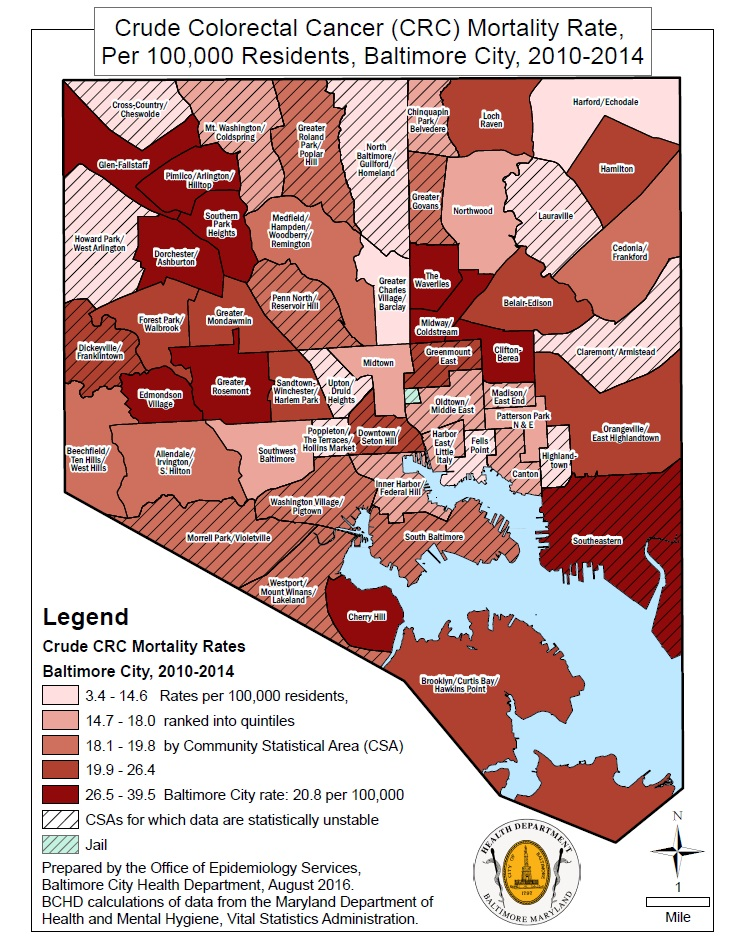 Crude Colorectal Cancer (CRC) Mortality Rate,
Per 100,000 Residents, Baltimore City, 2010-2014
Cross-Country/
Cheswolde
Mt. Washington/
Coldspring
Greater
Roland
Park/
Poplar
Hill
North
Baltimore/
Guilford/
Homeland
Chinquapin
Park/
Belvedere
Loch
Raven
Harford/Echodale
Glen-Fallstaff
Pimlico/Arlington/
Hilltop
Hamilton
Southern
Park
Heights
Medfield/
Hampden/
Woodberry/
Remington
Greater
Govans
Northwood
Lauraville
Howard Park/
West Arlington
Dorchester/
Ashburton
Cedonia/
Frankford
Greater
Charles
Village/
Barclay
The
Waverlies
Penn North/
Reservoir Hill
Belair-Edison
Forest Park/
Walbrook
Greater
Mondawmin
Midway/
Coldstream
Dickeyville/
Franklintown
Midtown
Greenmount
East
Clifton-
Berea
Claremont/Armistead
Edmondson
Village
Greater
Rosemont
Sandtown-
Winchester/
Harlem Park
Upton/
Druid
Heights
Oldtown/
Middle East
Madison/
East End
Patterson Park
N & E
Orangeville/
East Highlandtown
Beechfield/
Ten Hills/
West Hills
Allendale/
Irvington/
S. Hilton
Southwest
Baltimore
Poppleton/
The Terraces/
Hollins Market
Downtown/
Seton Hill
Harbor
East/
Little
Italy
Fells
Point
Highland-
town
Canton
Inner Harbor/
Federal Hill
Washington Village/
Pigtown
Morrell Park/Violetville
South Baltimore
Southeastern
Westport/
Mount Winans/
Lakeland
Cherry Hill
Brooklyn/Curtis Bay/
Hawkins Point
Legend
Crude CRC Mortality Rates
Baltimore City, 2010-2014
3.4 - 14.6 Rates per 100,000 residents,
14.7 - 18.0 ranked into quintiles
18.1 - 19.8 by Community Statistical Area (CSA)
19.9 - 26.4
26.5 - 39.5 Baltimore City rate: 20.8 per 100,000
CSAs for which data are statistically unstable
Jail
Prepared by the Office of Epidemiology Services,
Baltimore City Health Department, August 2016.
BCHD calculations of data from the Maryland Department of
Health and Mental Hygiene, Vital Statistics Administration.
HEALTH DEPARTMENT
CITY OF BALTIMORE
1797
BALTIMORE MARYLAND
N
1
Mile